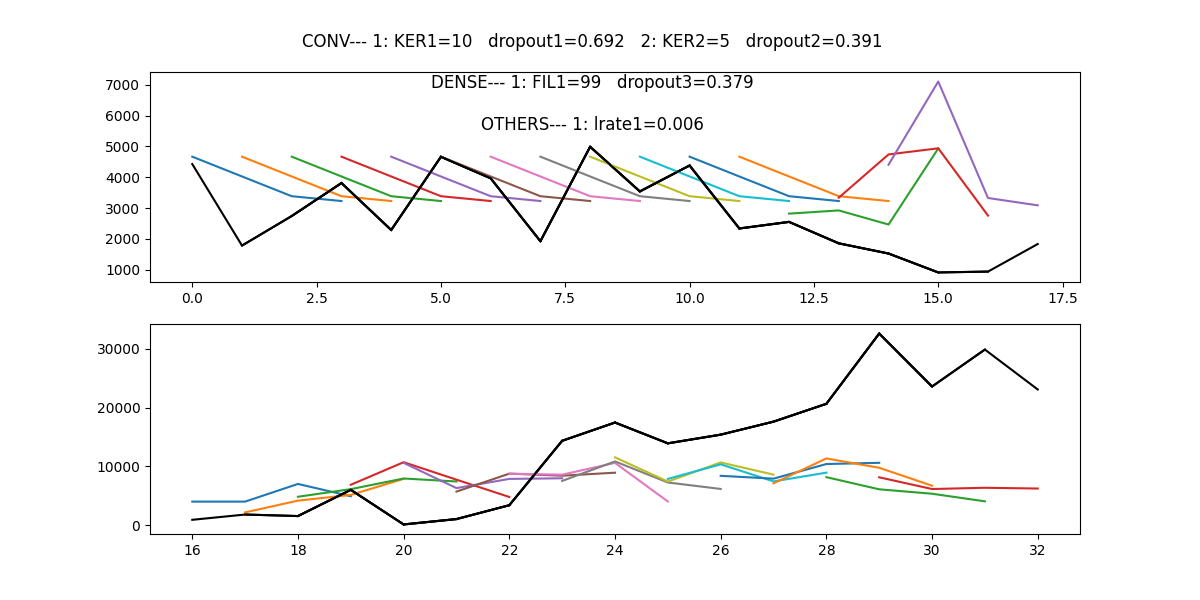 CONV--- 1: KER1=10   dropout1=0.692   2: KER2=5   dropout2=0.391
DENSE--- 1: FIL1=99   dropout3=0.379
OTHERS--- 1: lrate1=0.006
7000
6000
5000
4000
3000
2000
1000
0.0 2.5 5.0 7.5 10.0 12.5 15.0 17.5
30000
20000
10000
0
16 18 20 22 24 26 28 30 32